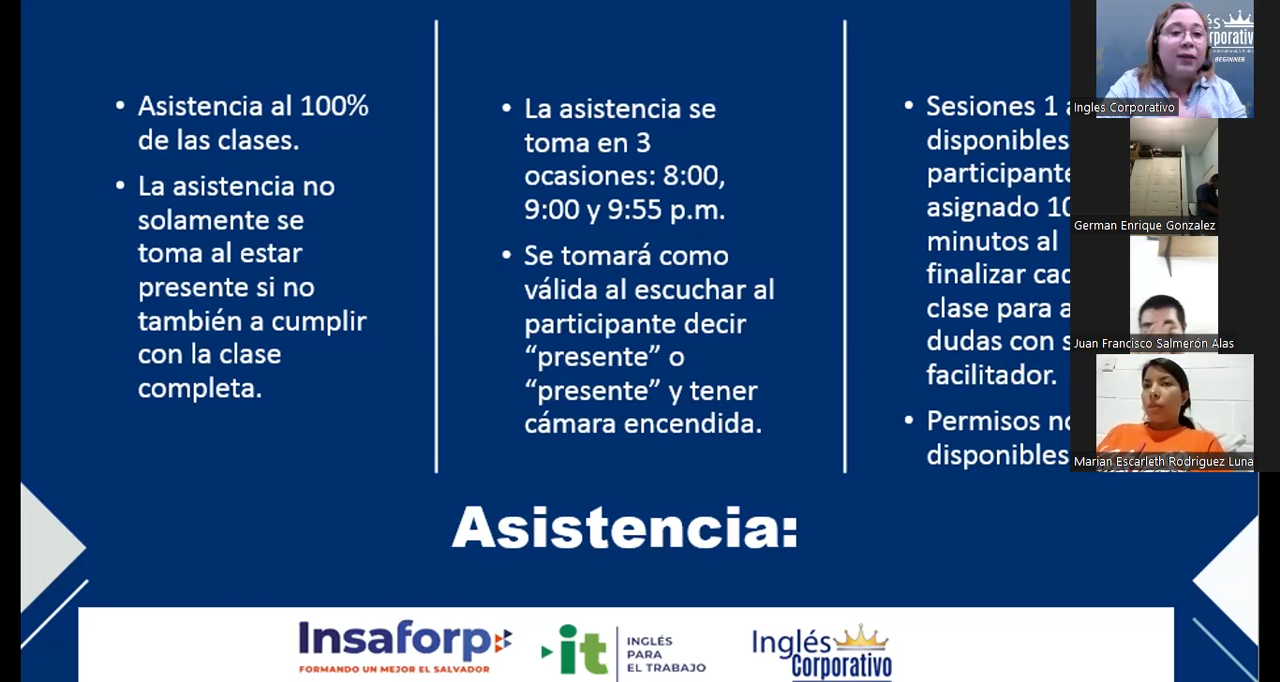 • Asistencia al 100%
de las clases.
• La asistencia no
solamente se
toma al estar
presente si no
también a cumplir
con la clase
completa.
• La asistencia se
toma en 3
ocasiones: 8:00,
9:00 y 9:55 p.m.
• Se tomará como
válida al escuchar al
participante decir
“presente” o
“presente” y tener
cámara encendida.
• Sesiones 1
disponibles
participante
asignado
minutos al
finalizar
clase para
dudas con
facilitador.
• Permisos
disponibles
Asistencia:
Insaforp
FORMANDO UN MEJOR EL SALVADOR
it
INGLÉS
PARA
EL TRABAJO
Inglés
Corporativo
BEGINNER
Ingles Corporativo
German Enrique Gonzalez
Juan Francisco Salmerón Alas
Marian Escarleth Rodriguez Luna